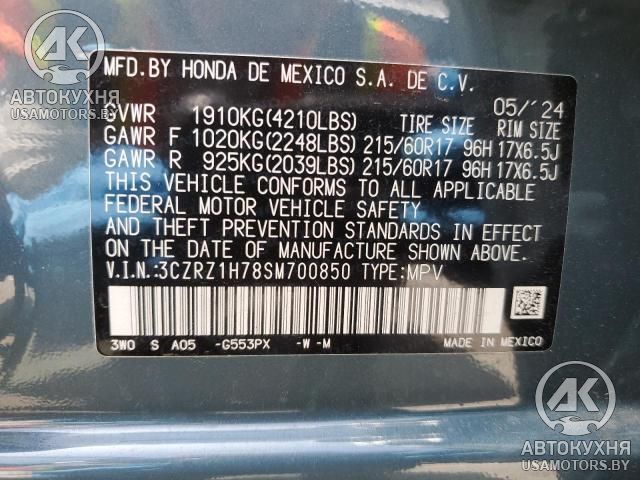 АВТОКУХНЯ
USAMOTORS.BY
MFD.BY HONDA DE MEXICO S.A. DE C.V.
05/'24
GVWR 1910KG(4210LBS) TIRE SIZE RIM SIZE
GAWR F 1020KG(2248LBS) 215/60R17 96H 17X6.5J
GAWR R 925KG(2039LBS) 215/60R17 96H 17X6.5J
THIS VEHICLE CONFORMS TO ALL APPLICABLE
FEDERAL MOTOR VEHICLE SAFETY
AND THEFT PREVENTION STANDARDS IN EFFECT
ON THE DATE OF MANUFACTURE SHOWN ABOVE.
V.I.N.:3CZRZ1H78SM700850 TYPE:MPV
3W0 S A05 -G553PX -W -M MADE IN MEXICO
АВТОКУХНЯ
USAMOTORS.BY